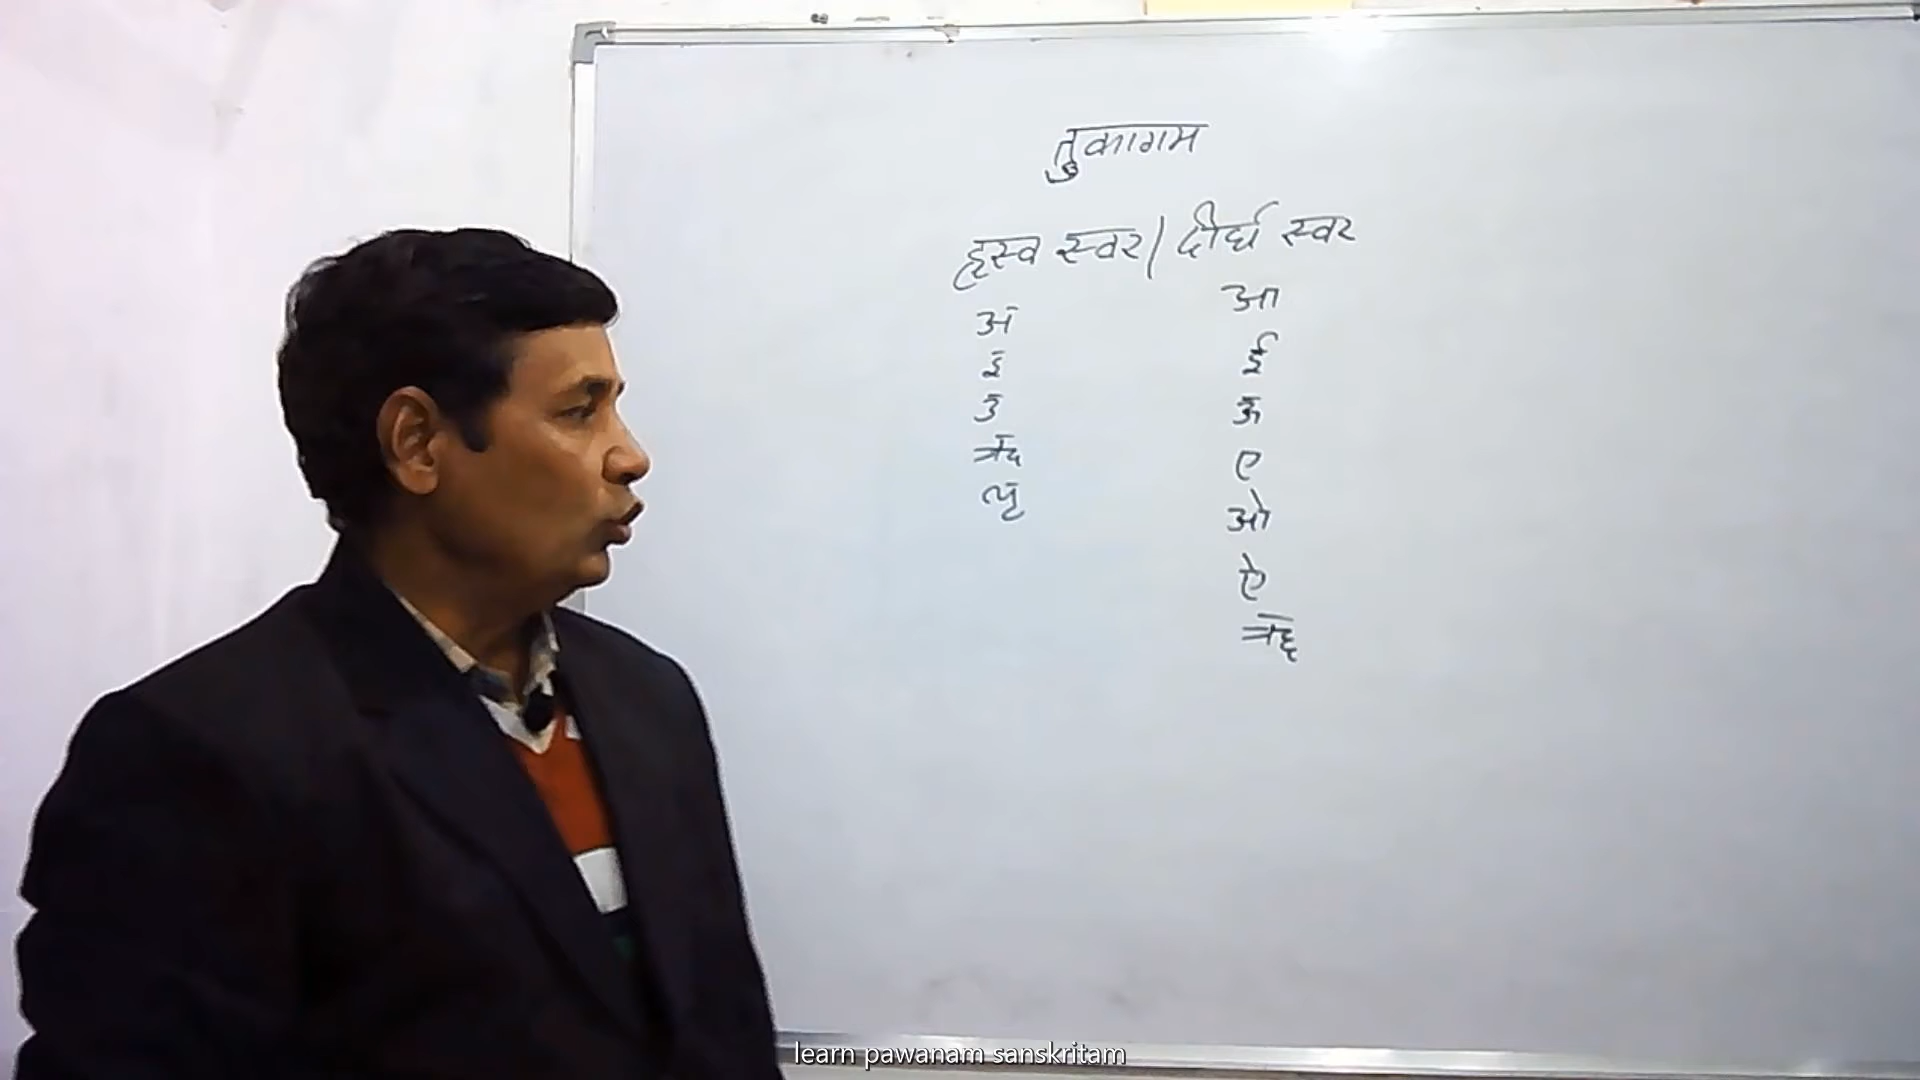 तुकागम
ह्रस्व स्वर / दीर्घ स्वर
अ
इ
उ
ऋ
लृ
आ
ई
ऊ
ए
ओ
ऐ
ॠ
learn pawanam sanskritam